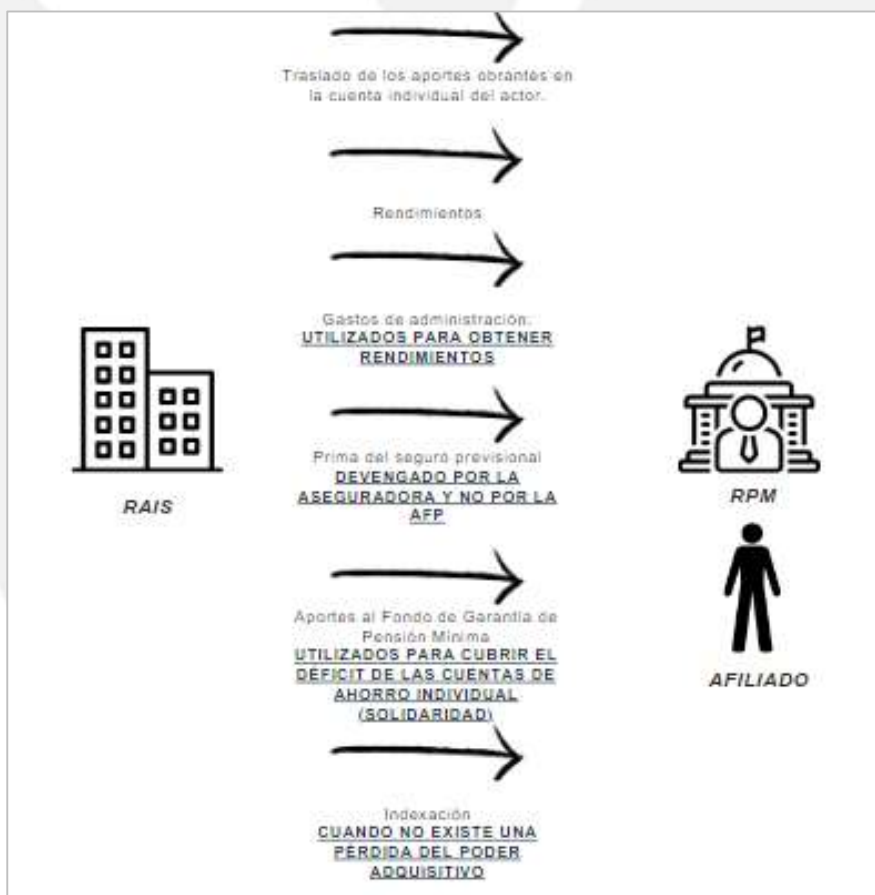 Traslado de los aportes obrantes en
la cuenta individual del actor.
Rendimientos
Gastos de administración:
UTILIZADOS PARA OBTENER
RENDIMIENTOS
Prima del seguro previsional
DEVENGADO POR LA
ASEGURADORA Y NO POR LA
AFP
RAIS
RPM
Aportes al Fondo de Garantía de
Pensión Mínima
UTILIZADOS PARA CUBRIR EL
DÉFICIT DE LAS CUENTAS DE
AHORRO INDIVIDUAL
(SOLIDARIDAD)
AFILIADO
Indexación
CUANDO NO EXISTE UNA
PÉRDIDA DEL PODER
ADQUISITIVO